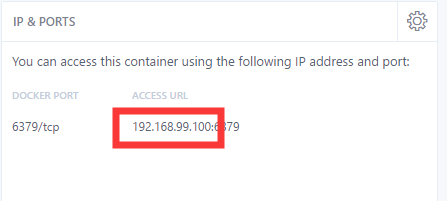 IP & PORTS
You can access this container using the following IP address and port:
DOCKER PORT ACCESS URL
6379/tcp 192.168.99.100:6379